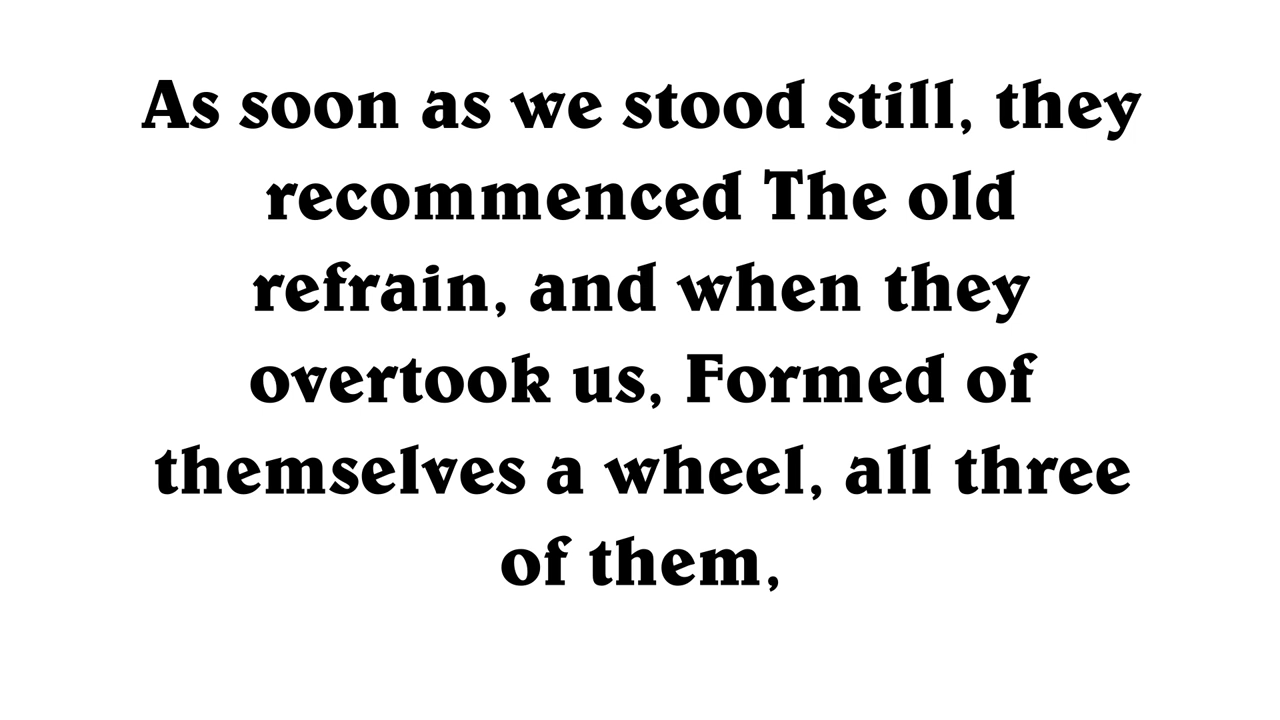 As soon as we stood still, they
recommenced The old
refrain, and when they
overtook us, Formed of
themselves a wheel, all three
of them,